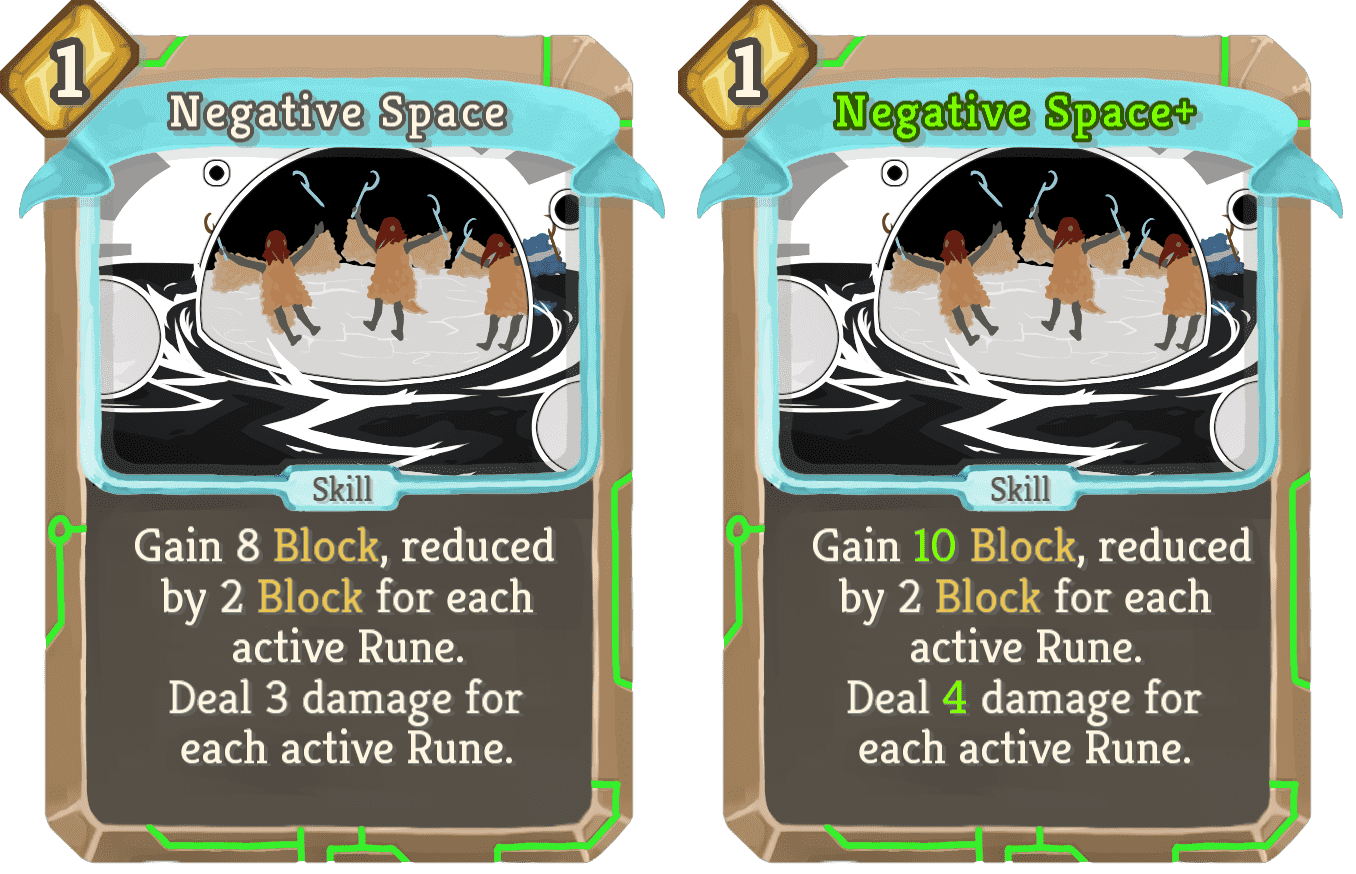 1
Negative Space
Skill
Gain 8 Block, reduced
by 2 Block for each
active Rune.
Deal 3 damage for
each active Rune.
1
Negative Space+
Skill
Gain 10 Block, reduced
by 2 Block for each
active Rune.
Deal 4 damage for
each active Rune.